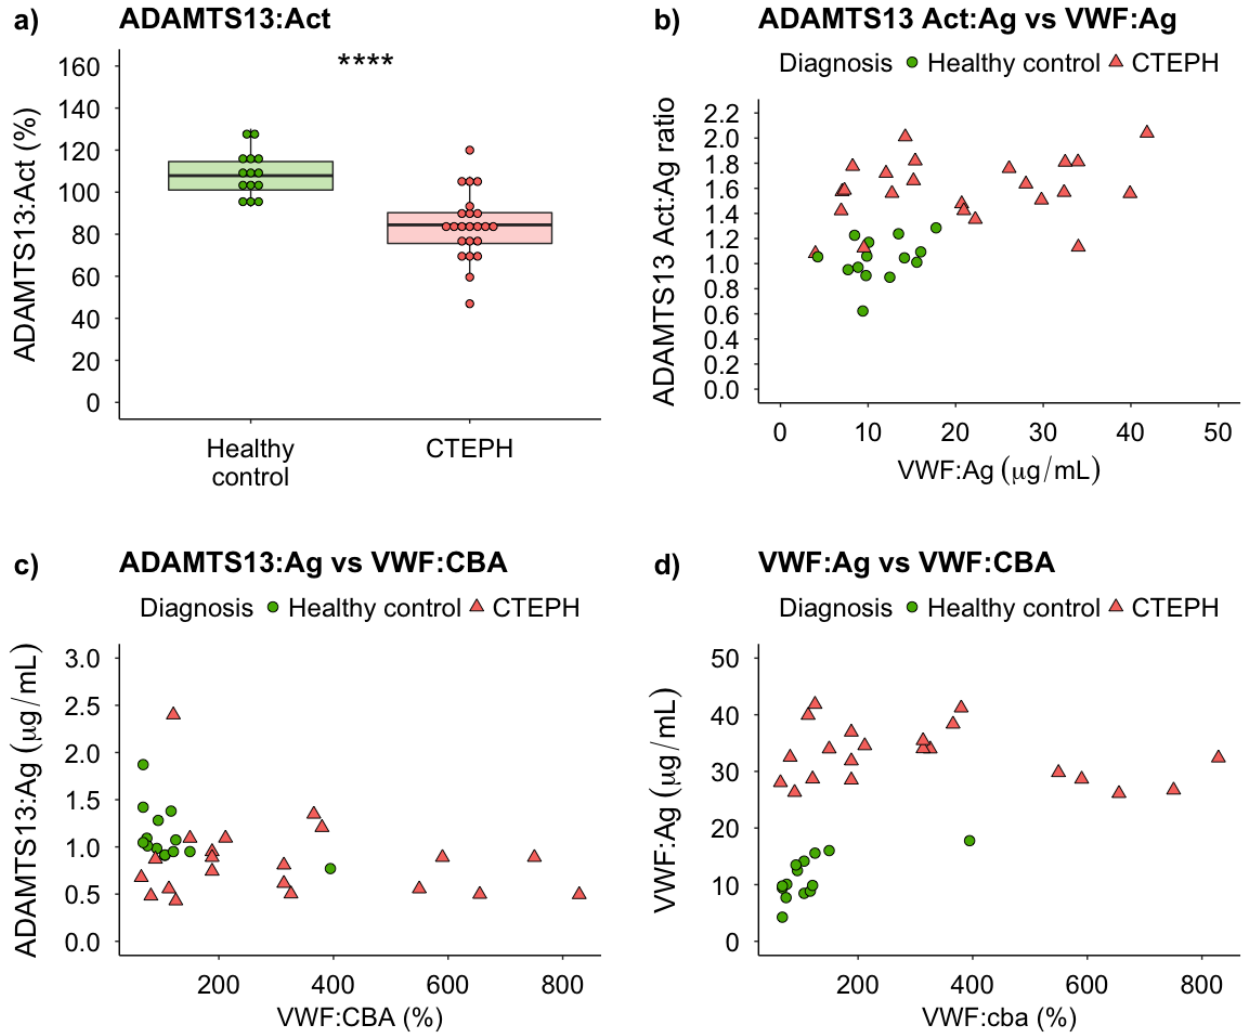 a) ADAMTS13:Act
****
ADAMTS13:Act (%)
160
140
120
100
80
60
40
20
0
Healthy
control
CTEPH
b) ADAMTS13 Act:Ag vs VWF:Ag
Diagnosis Healthy control CTEPH
ADAMTS13 Act:Ag ratio
2.2
2.0
1.8
1.6
1.4
1.2
1.0
0.8
0.6
0.4
0.2
0.0
0 10 20 30 40 50
VWF:Ag (μg/mL)
c) ADAMTS13:Ag vs VWF:CBA
Diagnosis Healthy control CTEPH
ADAMTS13:Ag (μg/mL)
3.0
2.5
2.0
1.5
1.0
0.5
0.0
200 400 600 800
VWF:CBA (%)
d) VWF:Ag vs VWF:CBA
Diagnosis Healthy control CTEPH
VWF:Ag (μg/mL)
50
40
30
20
10
0
200 400 600 800
VWF:cba (%)